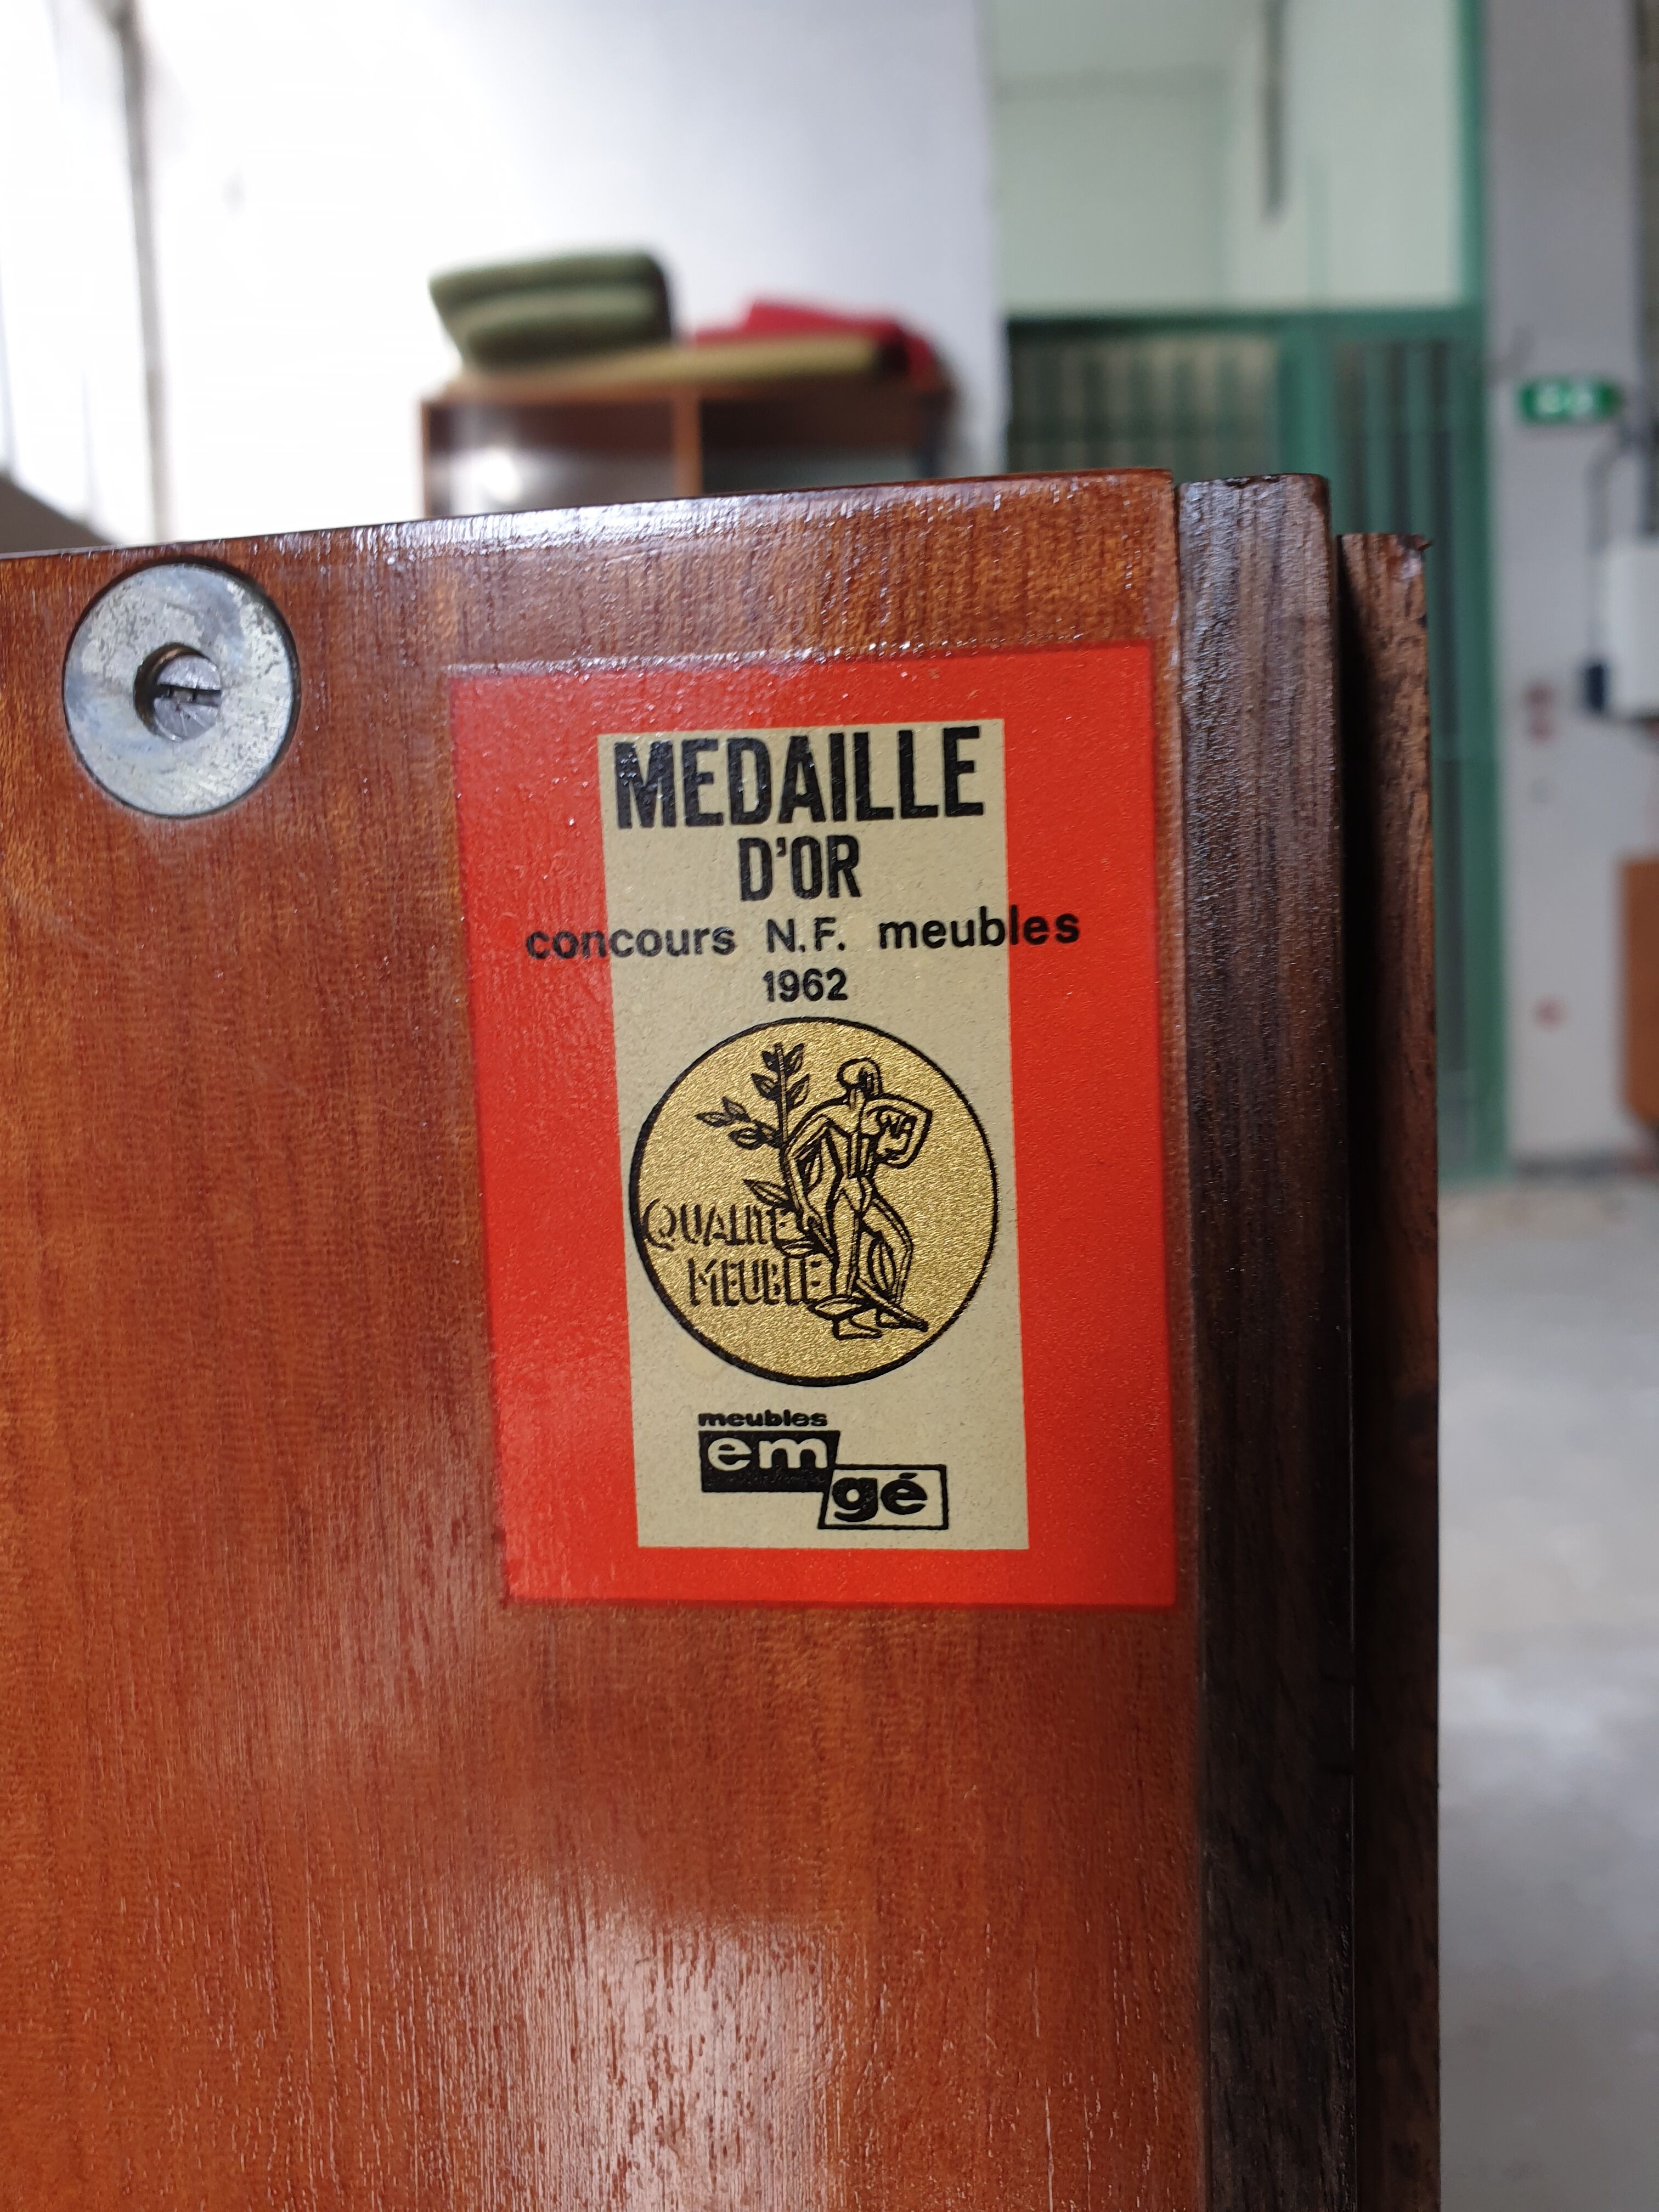 MEDAILLE
D'OR
concours N.F. meubles
1962
QUALITE
MEUBLE
meubles
em
gé